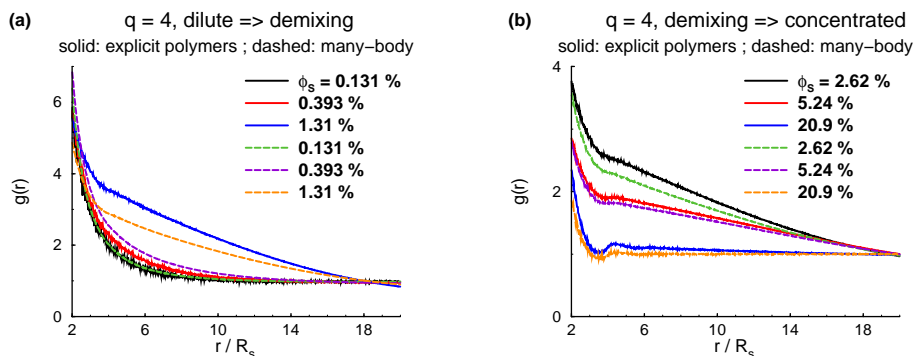 (a) q = 4, dilute => demixing
solid: explicit polymers ; dashed: many−body
ϕs = 0.131 %
0.393 %
1.31 %
0.131 %
0.393 %
1.31 %
6
4
2
0
g(r)
2 6 10 14 18
r / Rs
(b) q = 4, demixing => concentrated
solid: explicit polymers ; dashed: many−body
ϕs = 2.62 %
5.24 %
20.9 %
2.62 %
5.24 %
20.9 %
4
2
0
g(r)
2 6 10 14 18
r / Rs